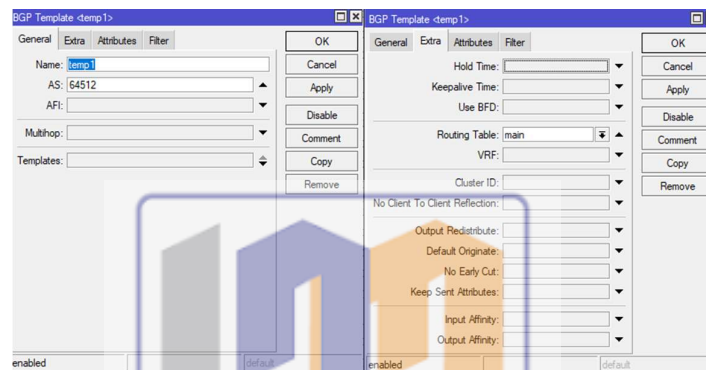 BGP Template <temp1>
General Extra Attributes Filter
Name: temp1
AS: 64512
AFI:
Multihop:
Templates:
OK
Cancel
Apply
Disable
Comment
Copy
Remove
enabled
default
BGP Template <temp1>
General Extra Attributes Filter
Hold Time:
Keepalive Time:
Use BFD:
Routing Table: main
VRF:
Cluster ID:
No Client To Client Reflection:
Output Redistribute:
Default Originate:
No Early Cut:
Keep Sent Attributes:
Input Affinity:
Output Affinity:
OK
Cancel
Apply
Disable
Comment
Copy
Remove
enabled
default